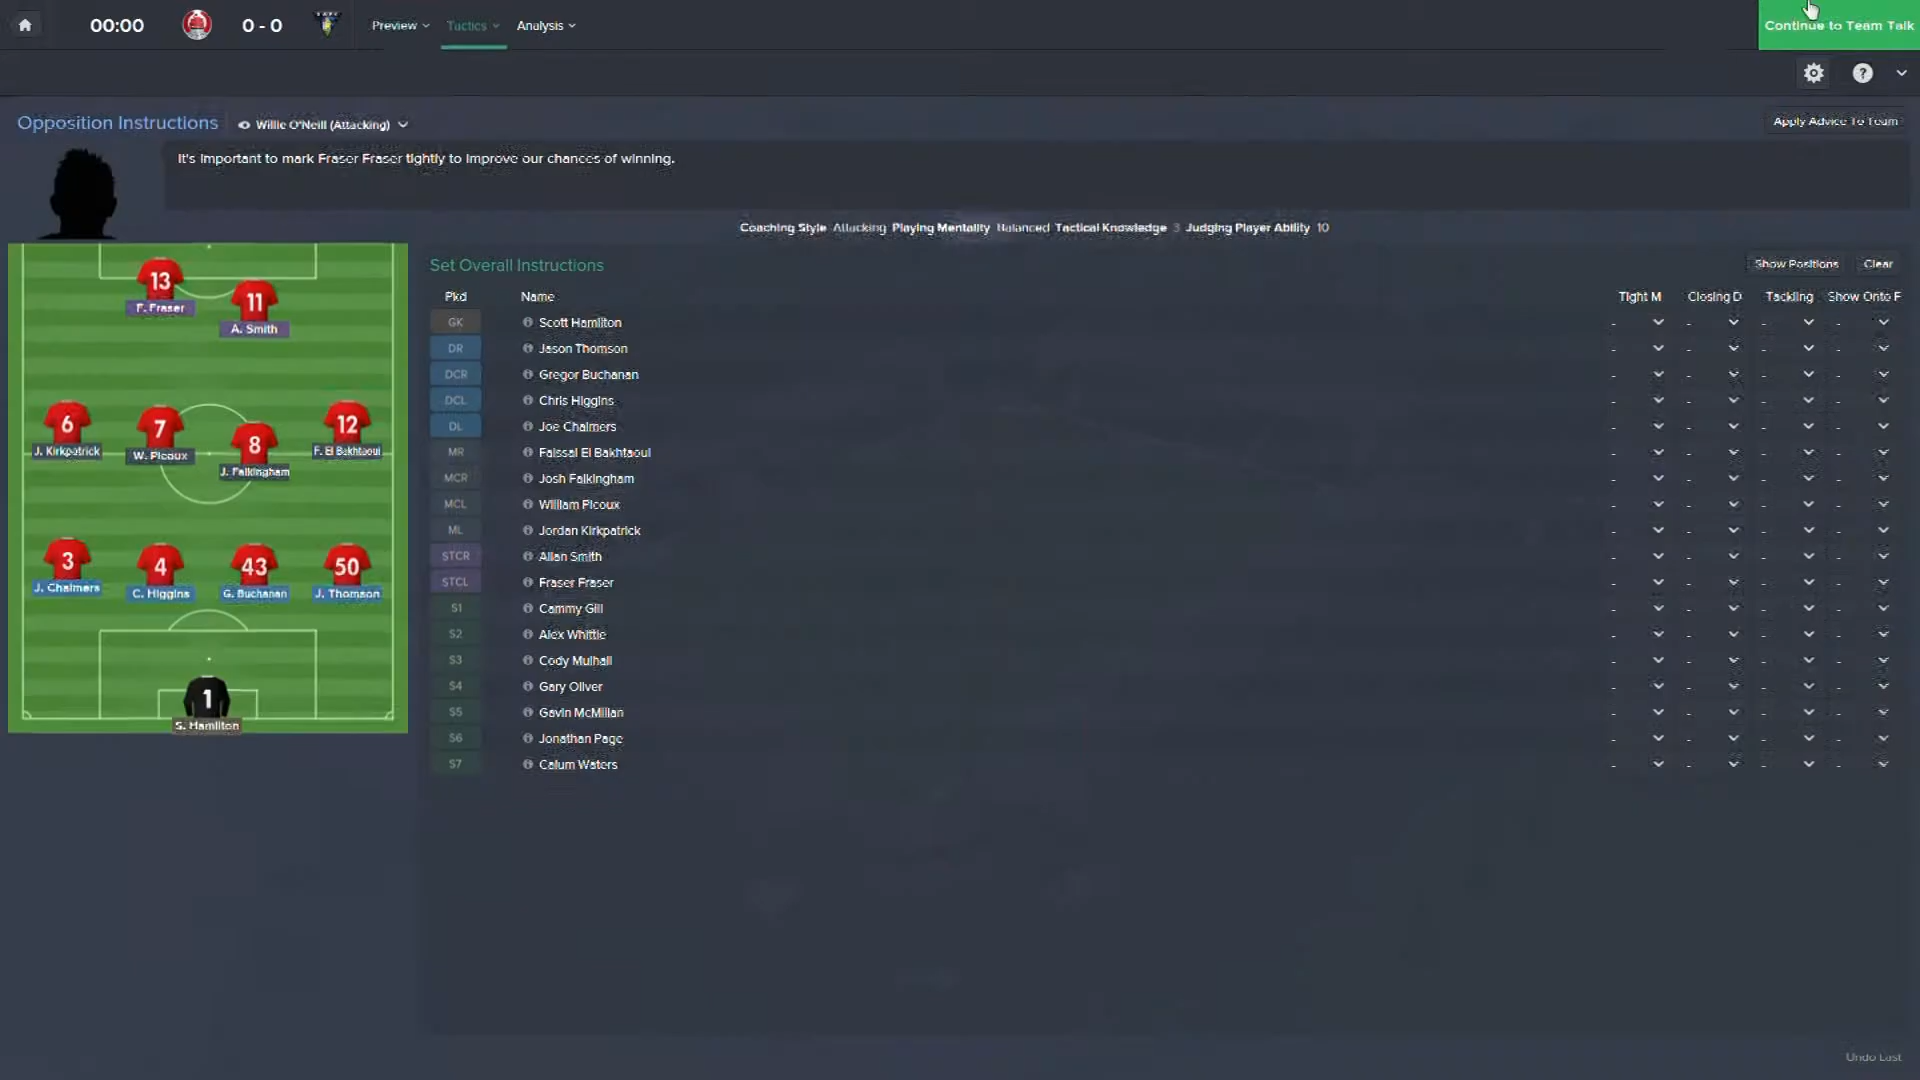 00:00 0 - 0 Preview Tactics Analysis Continue to Team Talk
Opposition Instructions Willie O'Neill (Attacking) Apply Advice To Team
It's important to mark Fraser Fraser tightly to improve our chances of winning.
Coaching Style Attacking Playing Mentality Balanced Tactical Knowledge 3 Judging Player Ability 10
Set Overall Instructions Show Positions Clear
Pkd Name Tight M Closing D Tackling Show Onto F
GK Scott Hamilton - - - -
DR Jason Thomson - - - -
DCR Gregor Buchanan - - - -
DCL Chris Higgins - - - -
DL Joe Chalmers - - - -
MR Faissal El Bakhtaoui - - - -
MCR Josh Falkingham - - - -
MCL William Picoux - - - -
ML Jordan Kirkpatrick - - - -
STCR Allan Smith - - - -
STCL Fraser Fraser - - - -
S1 Cammy Gill - - - -
S2 Alex Whittle - - - -
S3 Cody Mulhall - - - -
S4 Gary Oliver - - - -
S5 Gavin McMillan - - - -
S6 Jonathan Page - - - -
S7 Calum Waters - - - -
13 11
F. Fraser
A. Smith
6 7 8 12
J. Kirkpatrick W. Picoux J. Falkingham F. El Bakhtaoui
3 4 43 50
J. Chalmers C. Higgins G. Buchanan J. Thomson
1
S. Hamilton
Undo Last